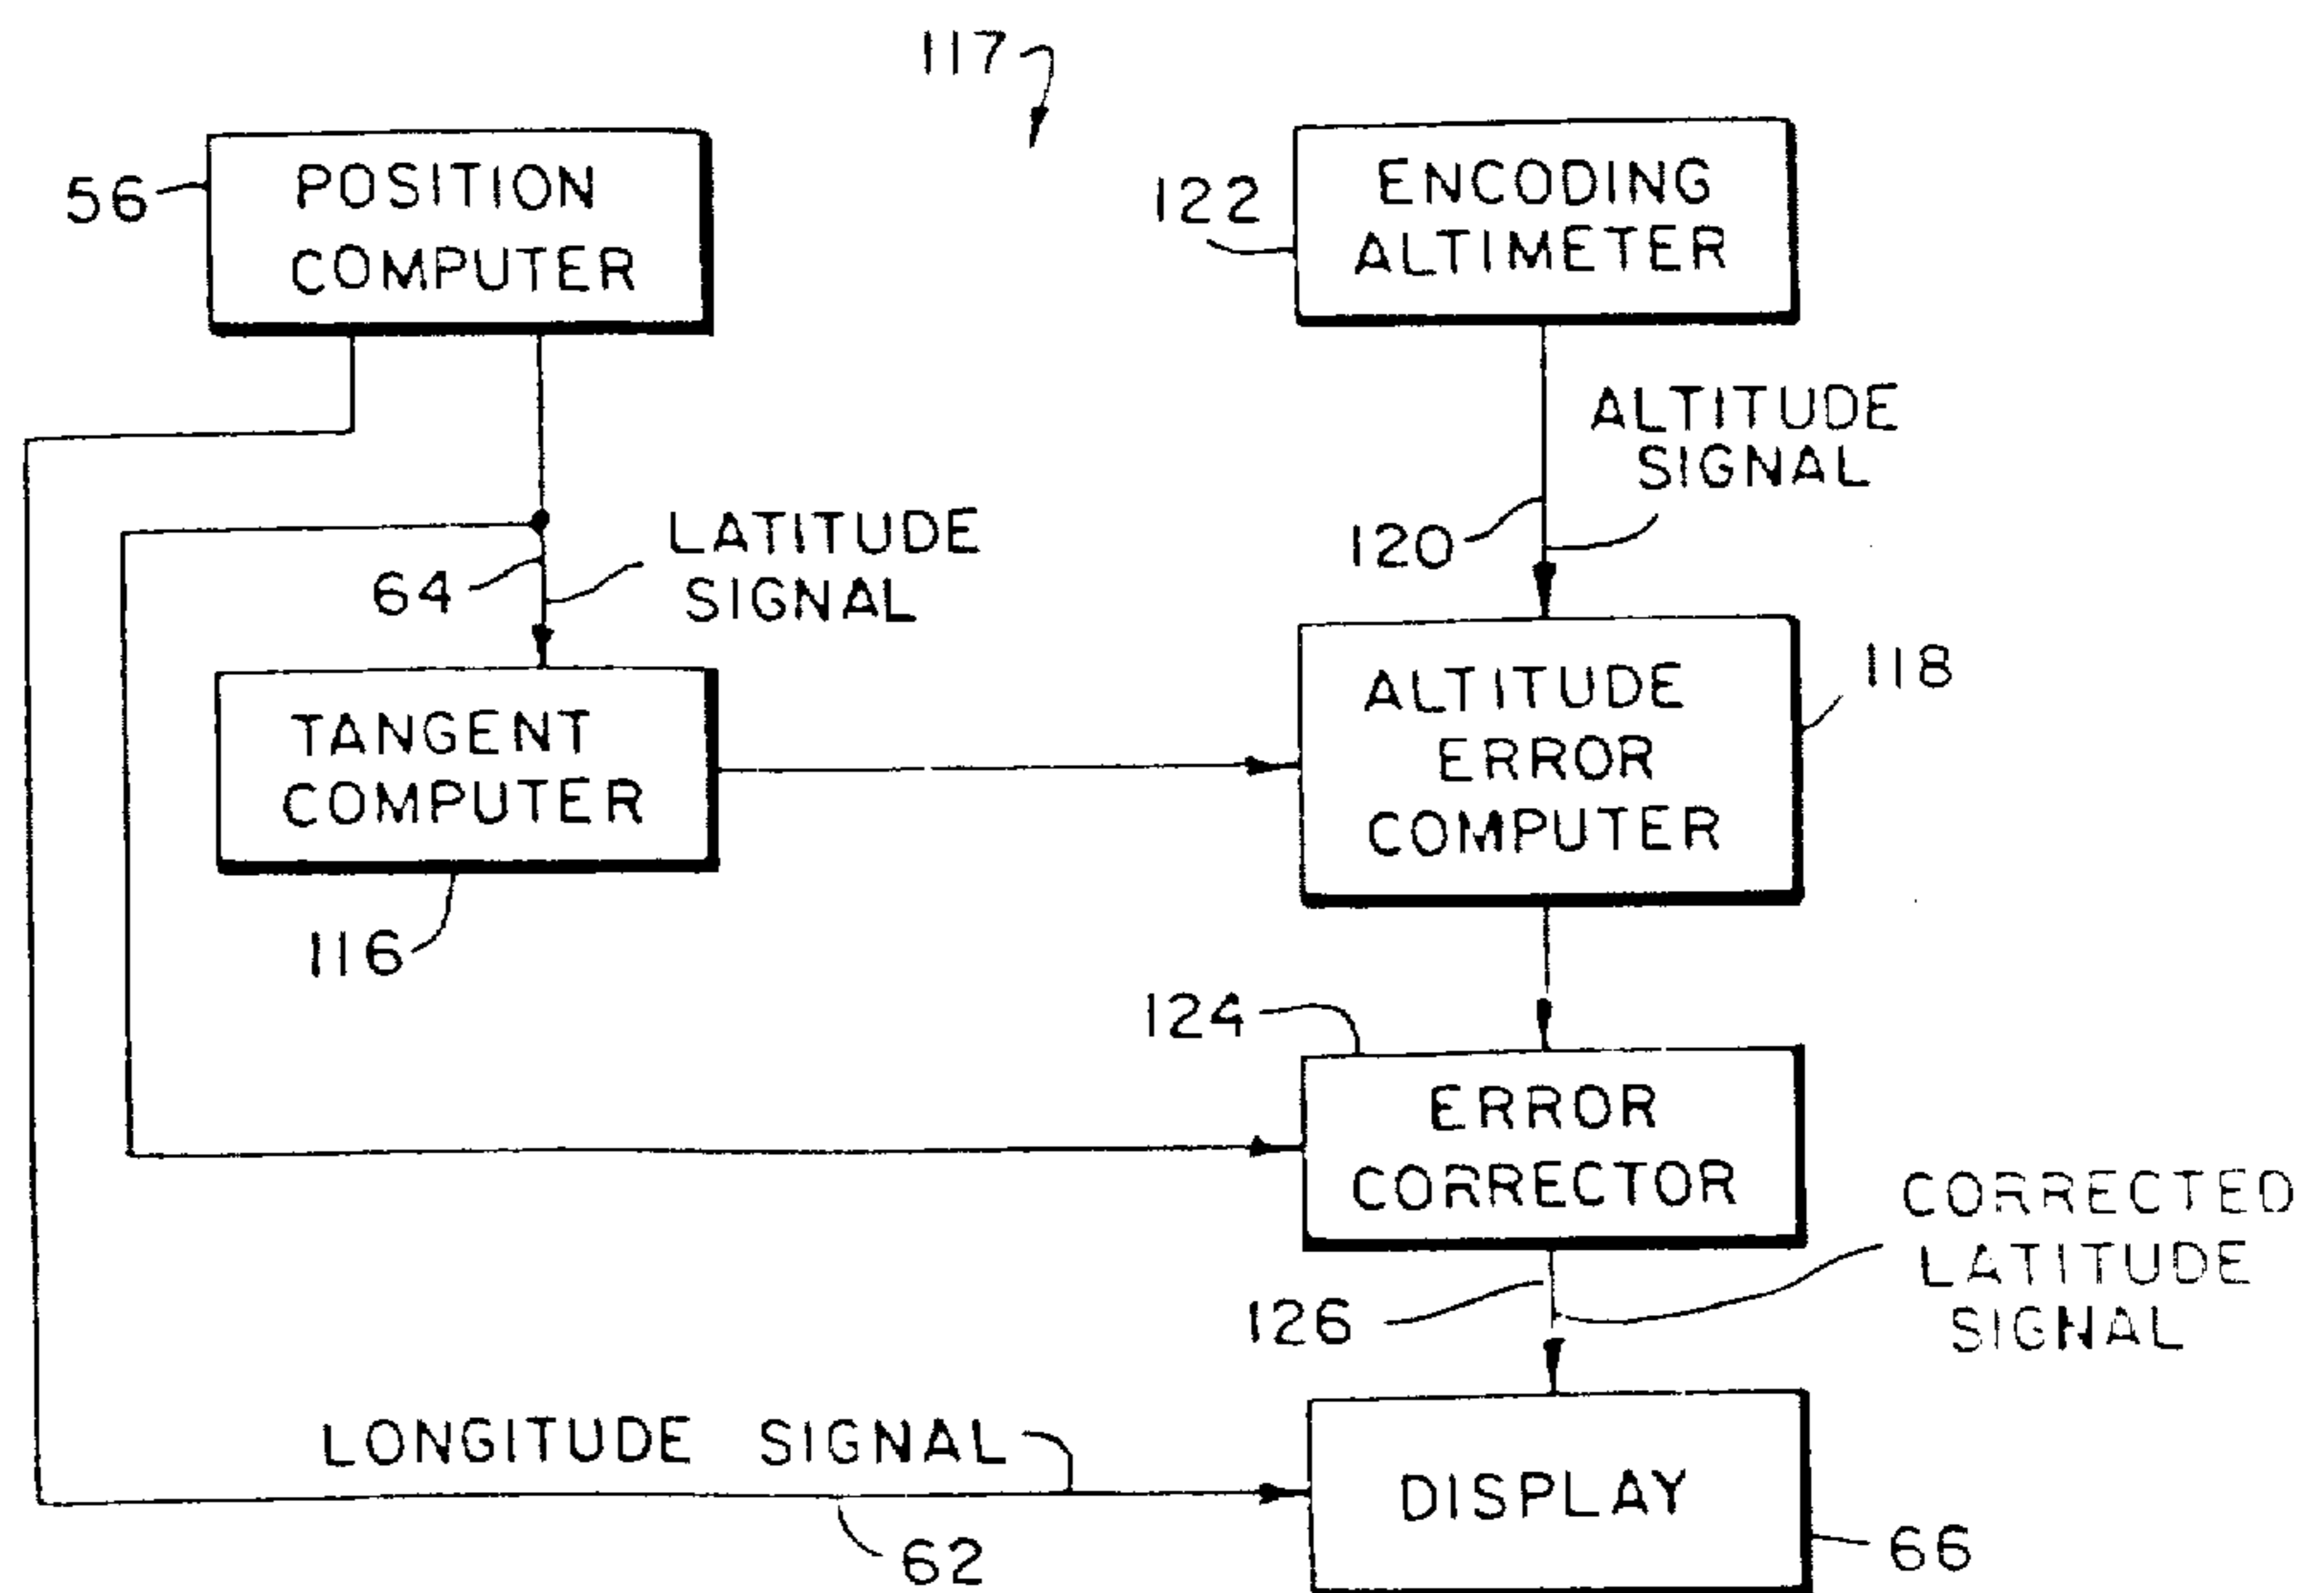 117
POSITION
COMPUTER
56
ENCODING
ALTIMETER
122
ALTITUDE
SIGNAL
120
LATITUDE
SIGNAL
64
TANGENT
COMPUTER
116
ALTITUDE
ERROR
COMPUTER
118
124
ERROR
CORRECTOR
CORRECTED
LATITUDE
SIGNAL
126
LONGITUDE SIGNAL
62
DISPLAY
66